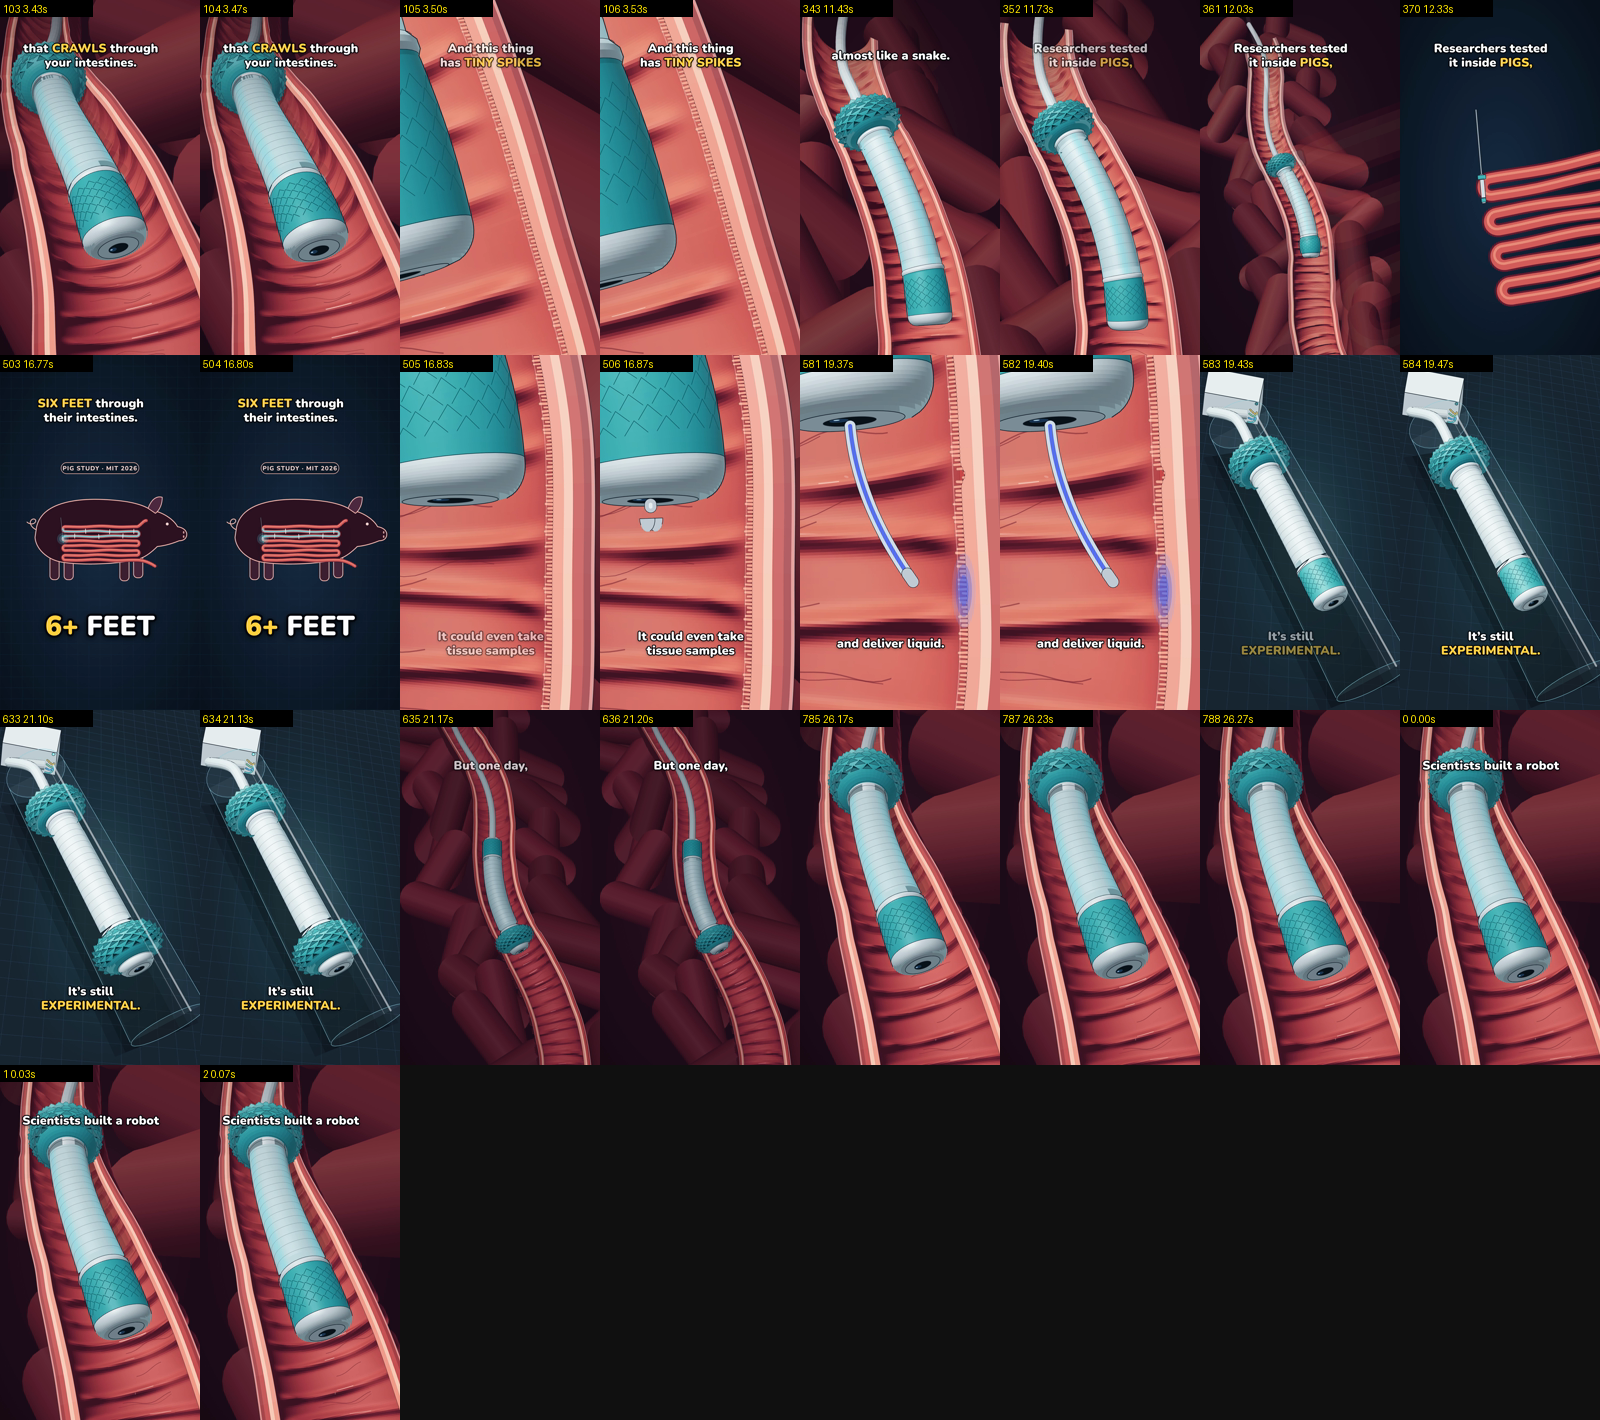 103 3.43s
that CRAWLS through
your intestines.
104 3.47s
that CRAWLS through
your intestines.
105 3.50s
And this thing
has TINY SPIKES
106 3.53s
And this thing
has TINY SPIKES
343 11.43s
almost like a snake.
352 11.73s
Researchers tested
it inside PIGS,
361 12.03s
Researchers tested
it inside PIGS,
370 12.33s
Researchers tested
it inside PIGS,
503 16.77s
SIX FEET through
their intestines.
PIG STUDY · MIT 2026
6+ FEET
504 16.80s
SIX FEET through
their intestines.
PIG STUDY · MIT 2026
6+ FEET
505 16.83s
It could even take
tissue samples
506 16.87s
It could even take
tissue samples
581 19.37s
and deliver liquid.
582 19.40s
and deliver liquid.
583 19.43s
It's still
EXPERIMENTAL.
584 19.47s
It's still
EXPERIMENTAL.
633 21.10s
It's still
EXPERIMENTAL.
634 21.13s
It's still
EXPERIMENTAL.
635 21.17s
But one day,
636 21.20s
But one day,
785 26.17s
787 26.23s
788 26.27s
0 0.00s
Scientists built a robot
1 0.03s
Scientists built a robot
2 0.07s
Scientists built a robot